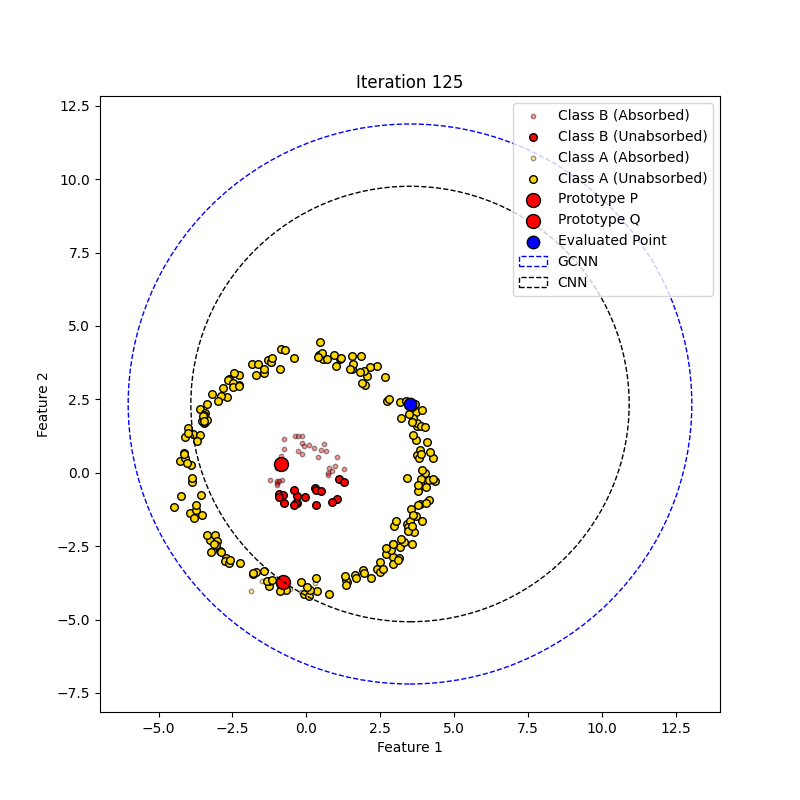 Iteration 125
Class B (Absorbed)
Class B (Unabsorbed)
Class A (Absorbed)
Class A (Unabsorbed)
Prototype P
Prototype Q
Evaluated Point
GCNN
CNN
12.5
10.0
7.5
5.0
2.5
0.0
−2.5
−5.0
−7.5
Feature 2
−5.0 −2.5 0.0 2.5 5.0 7.5 10.0 12.5
Feature 1